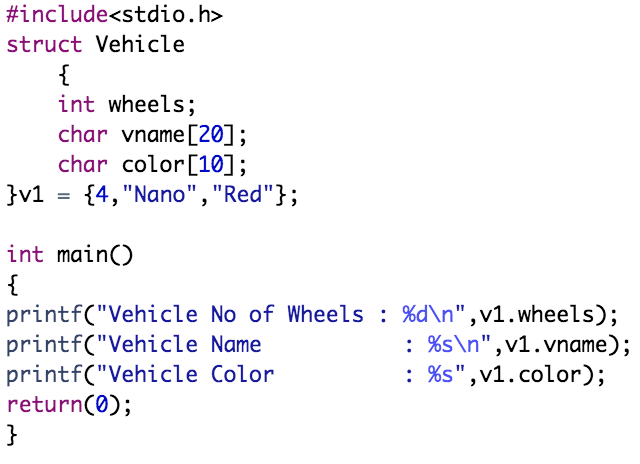 #include<stdio.h>
struct Vehicle
    {
    int wheels;
    char vname[20];
    char color[10];
}v1 = {4,"Nano","Red"};

int main()
{
printf("Vehicle No of Wheels : %d\n",v1.wheels);
printf("Vehicle Name           : %s\n",v1.vname);
printf("Vehicle Color          : %s",v1.color);
return(0);
}